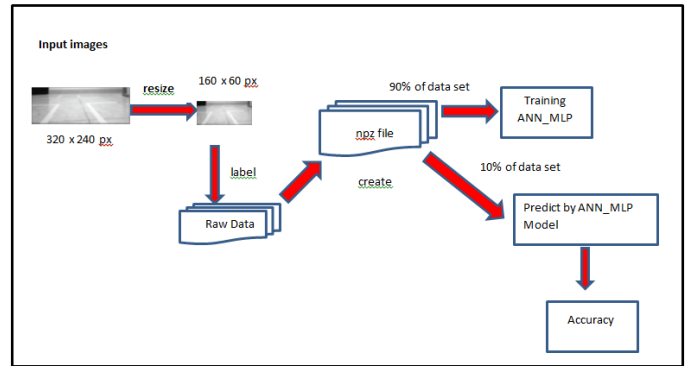 Input images
resize
160 x 60 px
320 x 240 px
label
Raw Data
npz file
create
90% of data set
Training
ANN_MLP
10% of data set
Predict by ANN_MLP
Model
Accuracy